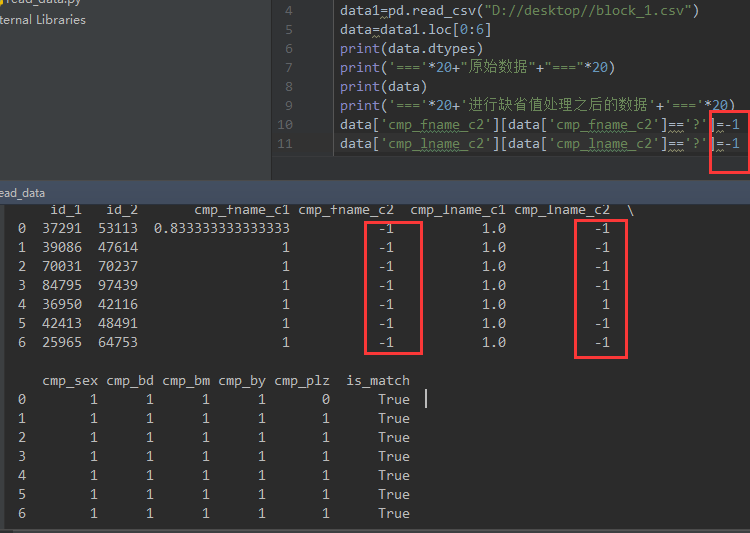 read_data.py
ternal Libraries
4 data1=pd.read_csv("D://desktop//block_1.csv")
5 data=data1.loc[0:6]
6 print(data.dtypes)
7 print('==='*20+"原始数据"+"==="*20)
8 print(data)
9 print('==='*20+'进行缺省值处理之后的数据'+'==='*20)
10 data['cmp_fname_c2'][data['cmp_fname_c2']=='?']=-1
11 data['cmp_lname_c2'][data['cmp_lname_c2']=='?']=-1
ead_data
id_1 id_2 cmp_fname_c1 cmp_fname_c2 cmp_lname_c1 cmp_lname_c2 \
0 37291 53113 0.833333333333333 -1 1.0 -1
1 39086 47614 1 -1 1.0 -1
2 70031 70237 1 -1 1.0 -1
3 84795 97439 1 -1 1.0 -1
4 36950 42116 1 -1 1.0 1
5 42413 48491 1 -1 1.0 -1
6 25965 64753 1 -1 1.0 -1
cmp_sex cmp_bd cmp_bm cmp_by cmp_plz is_match
0 1 1 1 1 0 True
1 1 1 1 1 1 True
2 1 1 1 1 1 True
3 1 1 1 1 1 True
4 1 1 1 1 1 True
5 1 1 1 1 1 True
6 1 1 1 1 1 True